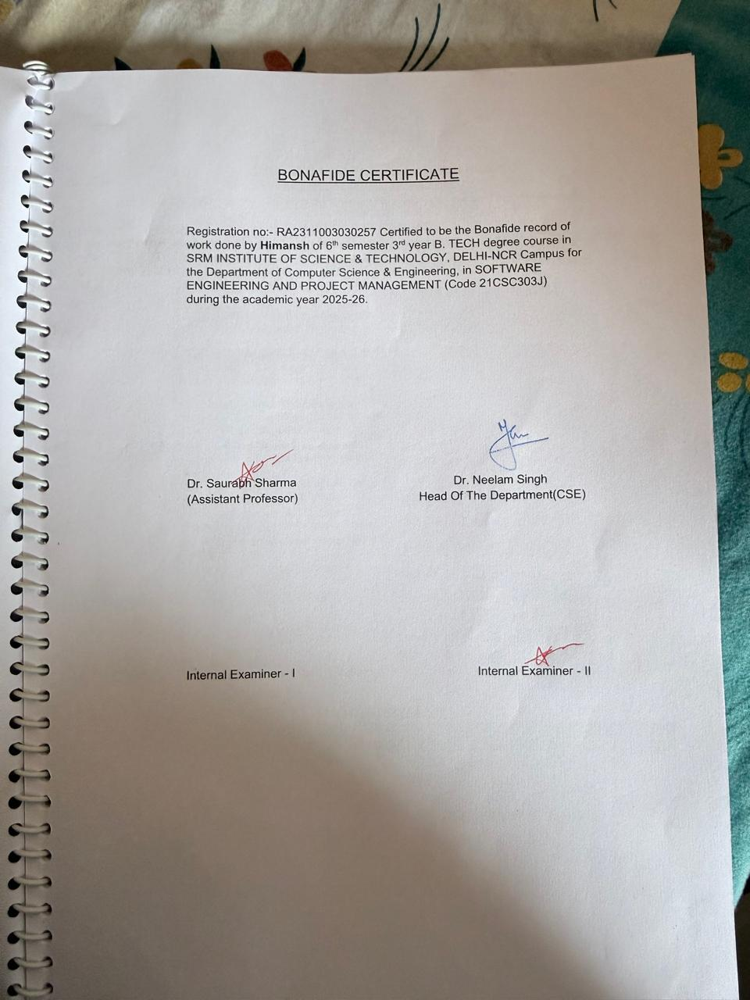 BONAFIDE CERTIFICATE
Registration no:- RA2311003030257 Certified to be the Bonafide record of
work done by Himansh of 6th semester 3rd year B. TECH degree course in
SRM INSTITUTE OF SCIENCE & TECHNOLOGY, DELHI-NCR Campus for
the Department of Computer Science & Engineering, in SOFTWARE
ENGINEERING AND PROJECT MANAGEMENT (Code 21CSC303J)
during the academic year 2025-26.
Dr. Saurabh Sharma
(Assistant Professor)
Dr. Neelam Singh
Head Of The Department(CSE)
Internal Examiner - I
Internal Examiner - II